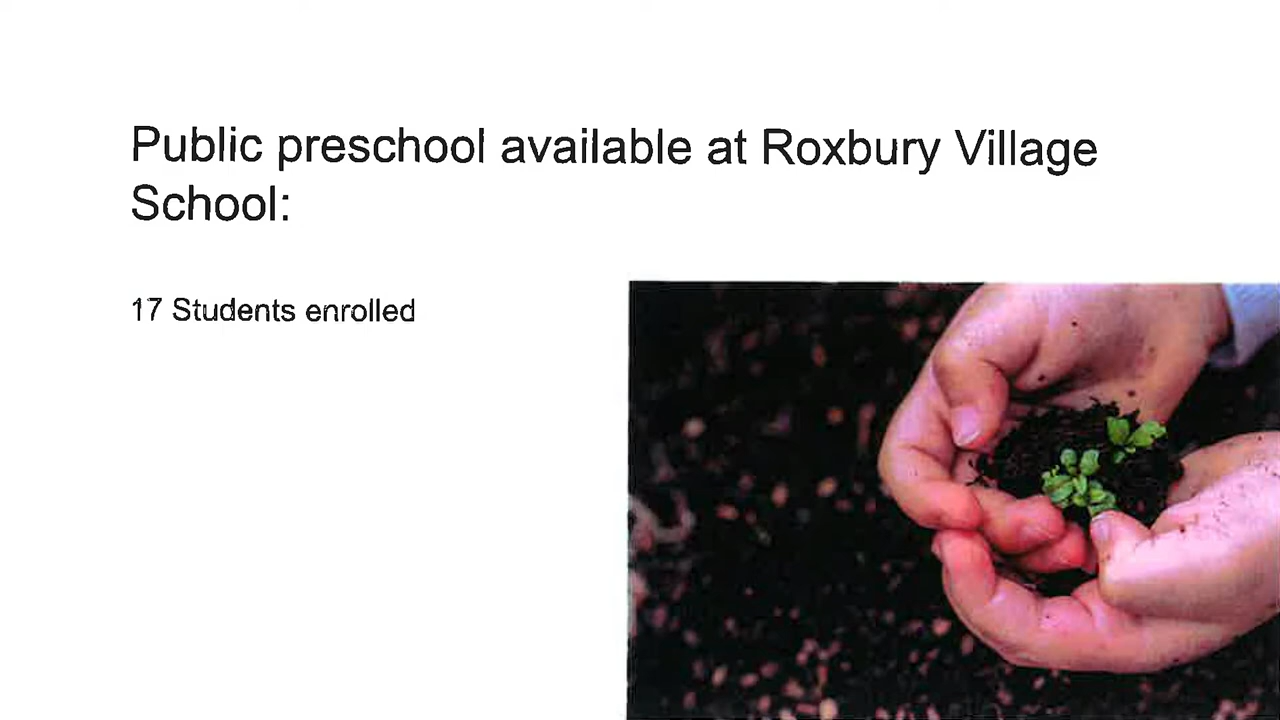 Public preschool available at Roxbury Village
School:
17 Students enrolled